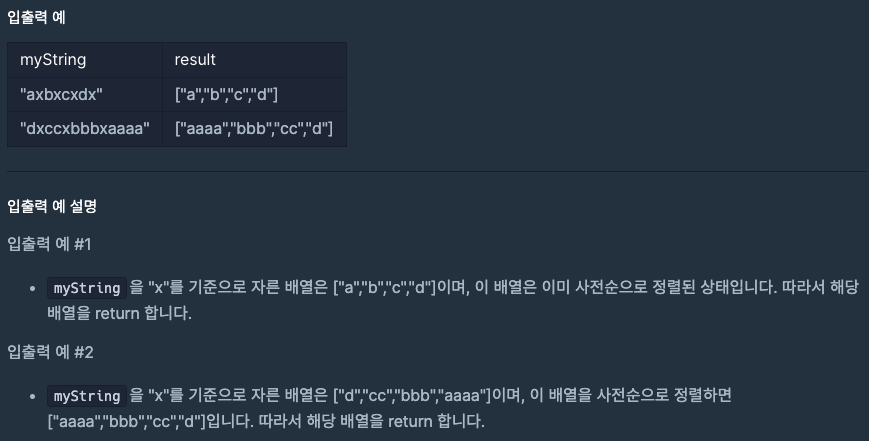 입출력 예
myString result
"axbxcxdx" ["a","b","c","d"]
"dxccxbbbxaaaa" ["aaaa","bbb","cc","d"]
입출력 예 설명
입출력 예 #1
• myString 을 "x"를 기준으로 자른 배열은 ["a","b","c","d"]이며, 이 배열은 이미 사전순으로 정렬된 상태입니다. 따라서 해당
배열을 return 합니다.
입출력 예 #2
• myString 을 "x"를 기준으로 자른 배열은 ["d","cc","bbb","aaaa"]이며, 이 배열을 사전순으로 정렬하면
["aaaa","bbb","cc","d"]입니다. 따라서 해당 배열을 return 합니다.